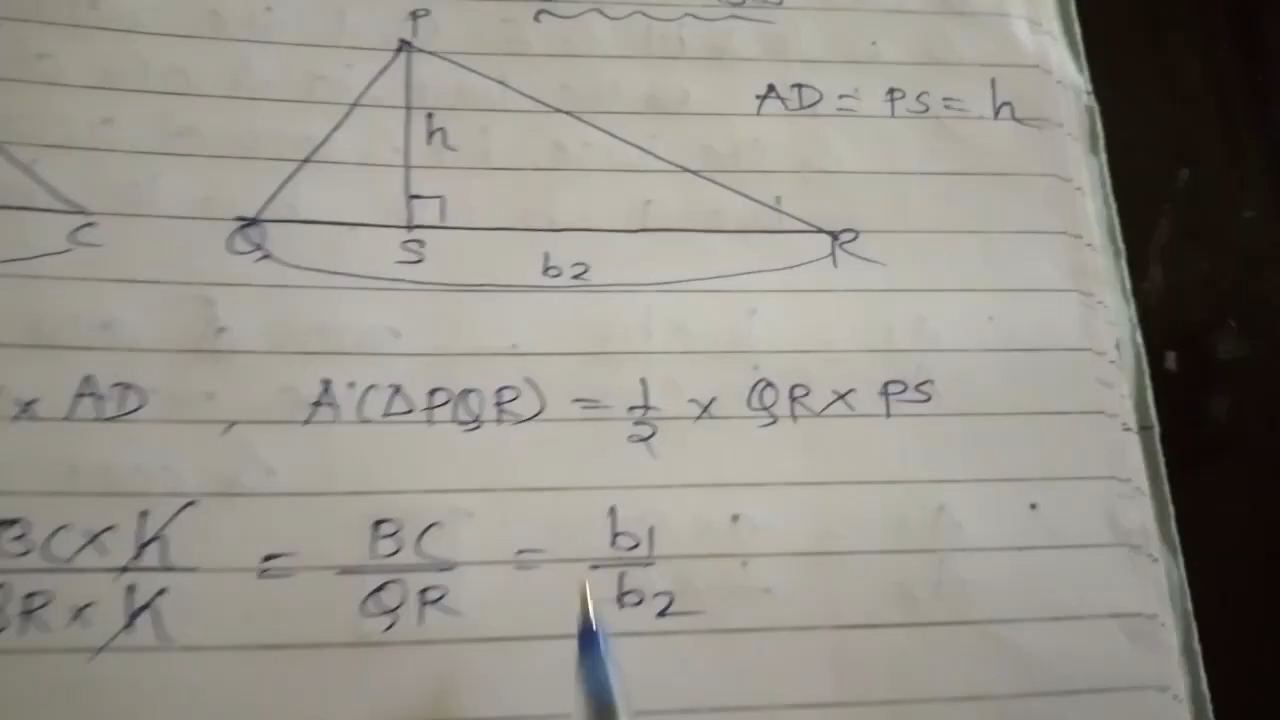 P
AD = PS = h
h
C
Q
S
R
b2
x AD , A(ΔPQR) = 1/2 x QR x PS
BC x h / QR x h = BC / QR = b1 / b2